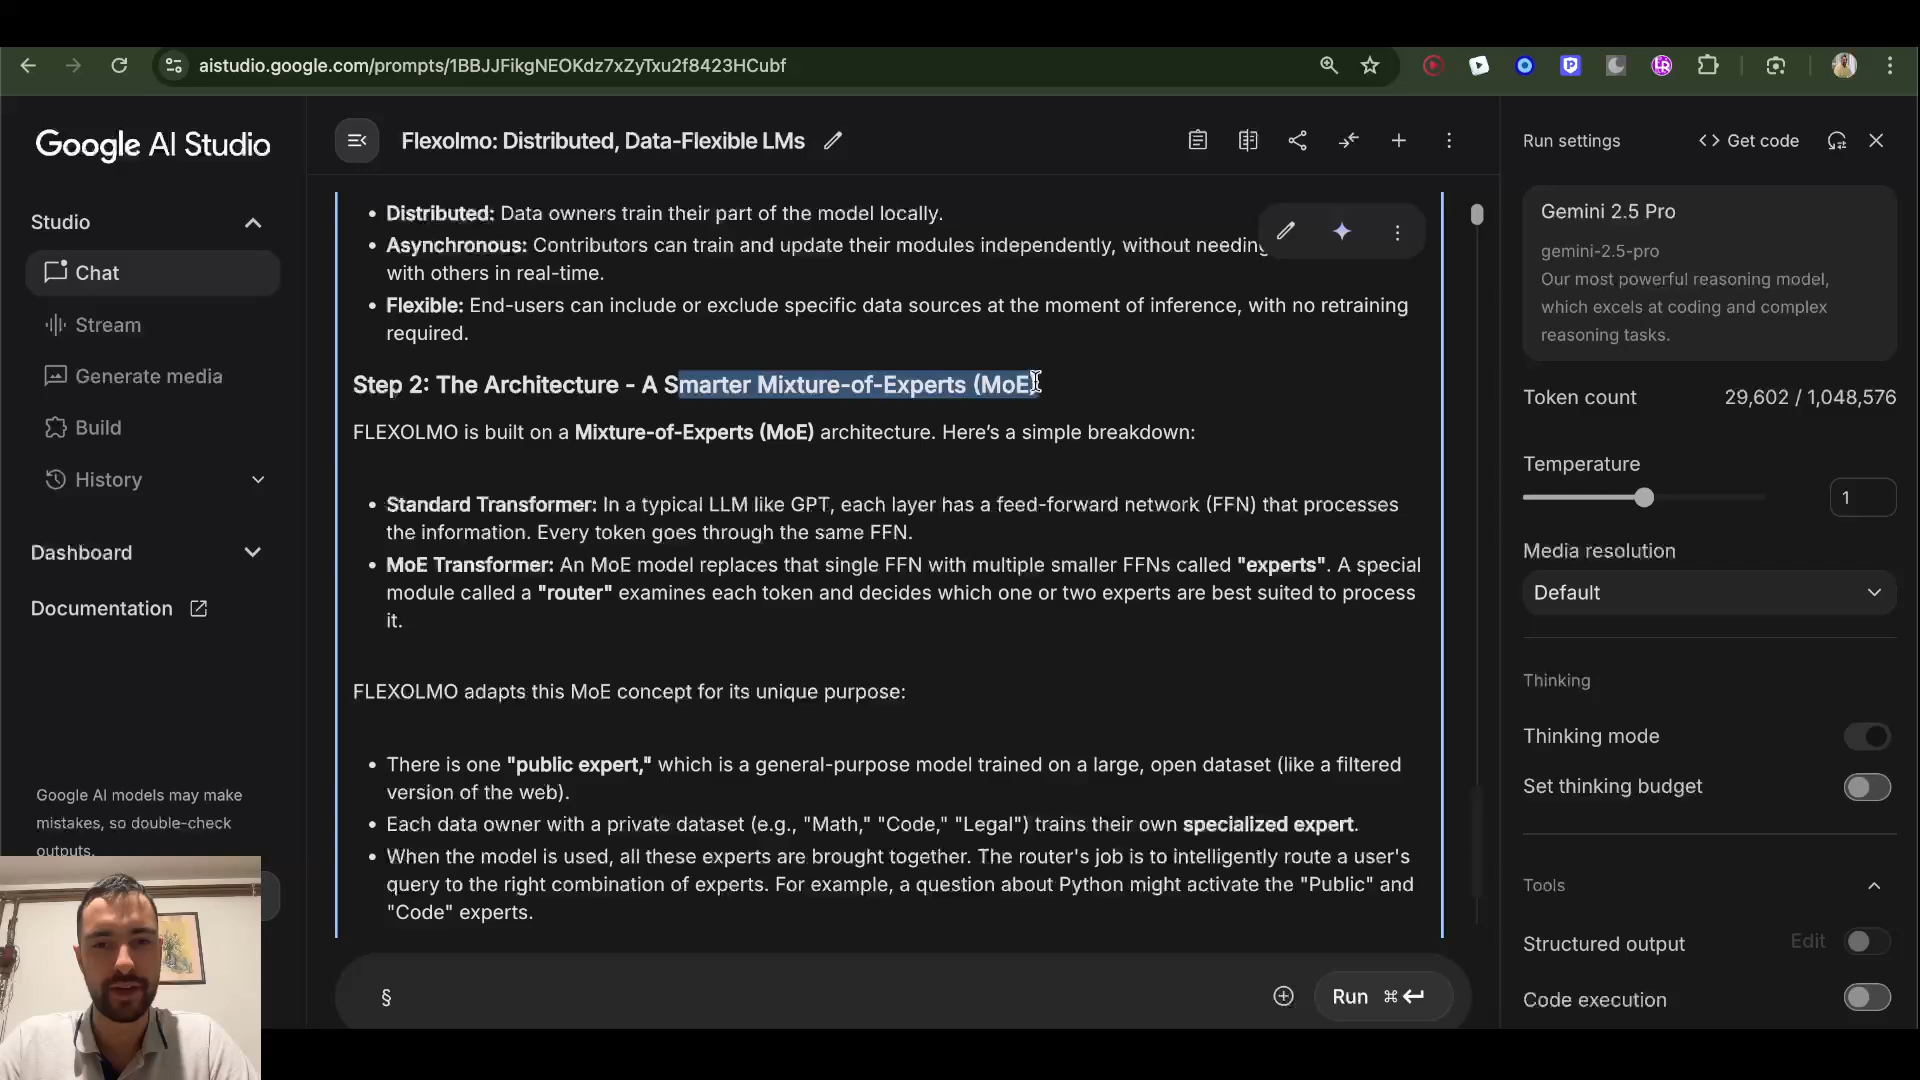 aistudio.google.com/prompts/1BBJJFikgNEOKdz7xZyTxu2f8423HCubf
Google AI Studio
Studio
Chat
Stream
Generate media
Build
History
Dashboard
Documentation
Google AI models may make
mistakes, so double-check
outputs.
Flexolmo: Distributed, Data-Flexible LMs
• Distributed: Data owners train their part of the model locally.
• Asynchronous: Contributors can train and update their modules independently, without needing
with others in real-time.
• Flexible: End-users can include or exclude specific data sources at the moment of inference, with no retraining
required.
Step 2: The Architecture - A Smarter Mixture-of-Experts (MoE)
FLEXOLMO is built on a Mixture-of-Experts (MoE) architecture. Here's a simple breakdown:
• Standard Transformer: In a typical LLM like GPT, each layer has a feed-forward network (FFN) that processes
the information. Every token goes through the same FFN.
• MoE Transformer: An MoE model replaces that single FFN with multiple smaller FFNs called "experts". A special
module called a "router" examines each token and decides which one or two experts are best suited to process
it.
FLEXOLMO adapts this MoE concept for its unique purpose:
• There is one "public expert," which is a general-purpose model trained on a large, open dataset (like a filtered
version of the web).
• Each data owner with a private dataset (e.g., "Math," "Code," "Legal") trains their own specialized expert.
• When the model is used, all these experts are brought together. The router's job is to intelligently route a user's
query to the right combination of experts. For example, a question about Python might activate the "Public" and
"Code" experts.
§
Run ⌘ ↵
Run settings
<> Get code
Gemini 2.5 Pro
gemini-2.5-pro
Our most powerful reasoning model,
which excels at coding and complex
reasoning tasks.
Token count 29,602 / 1,048,576
Temperature
1
Media resolution
Default
Thinking
Thinking mode
Set thinking budget
Tools
Structured output Edit
Code execution